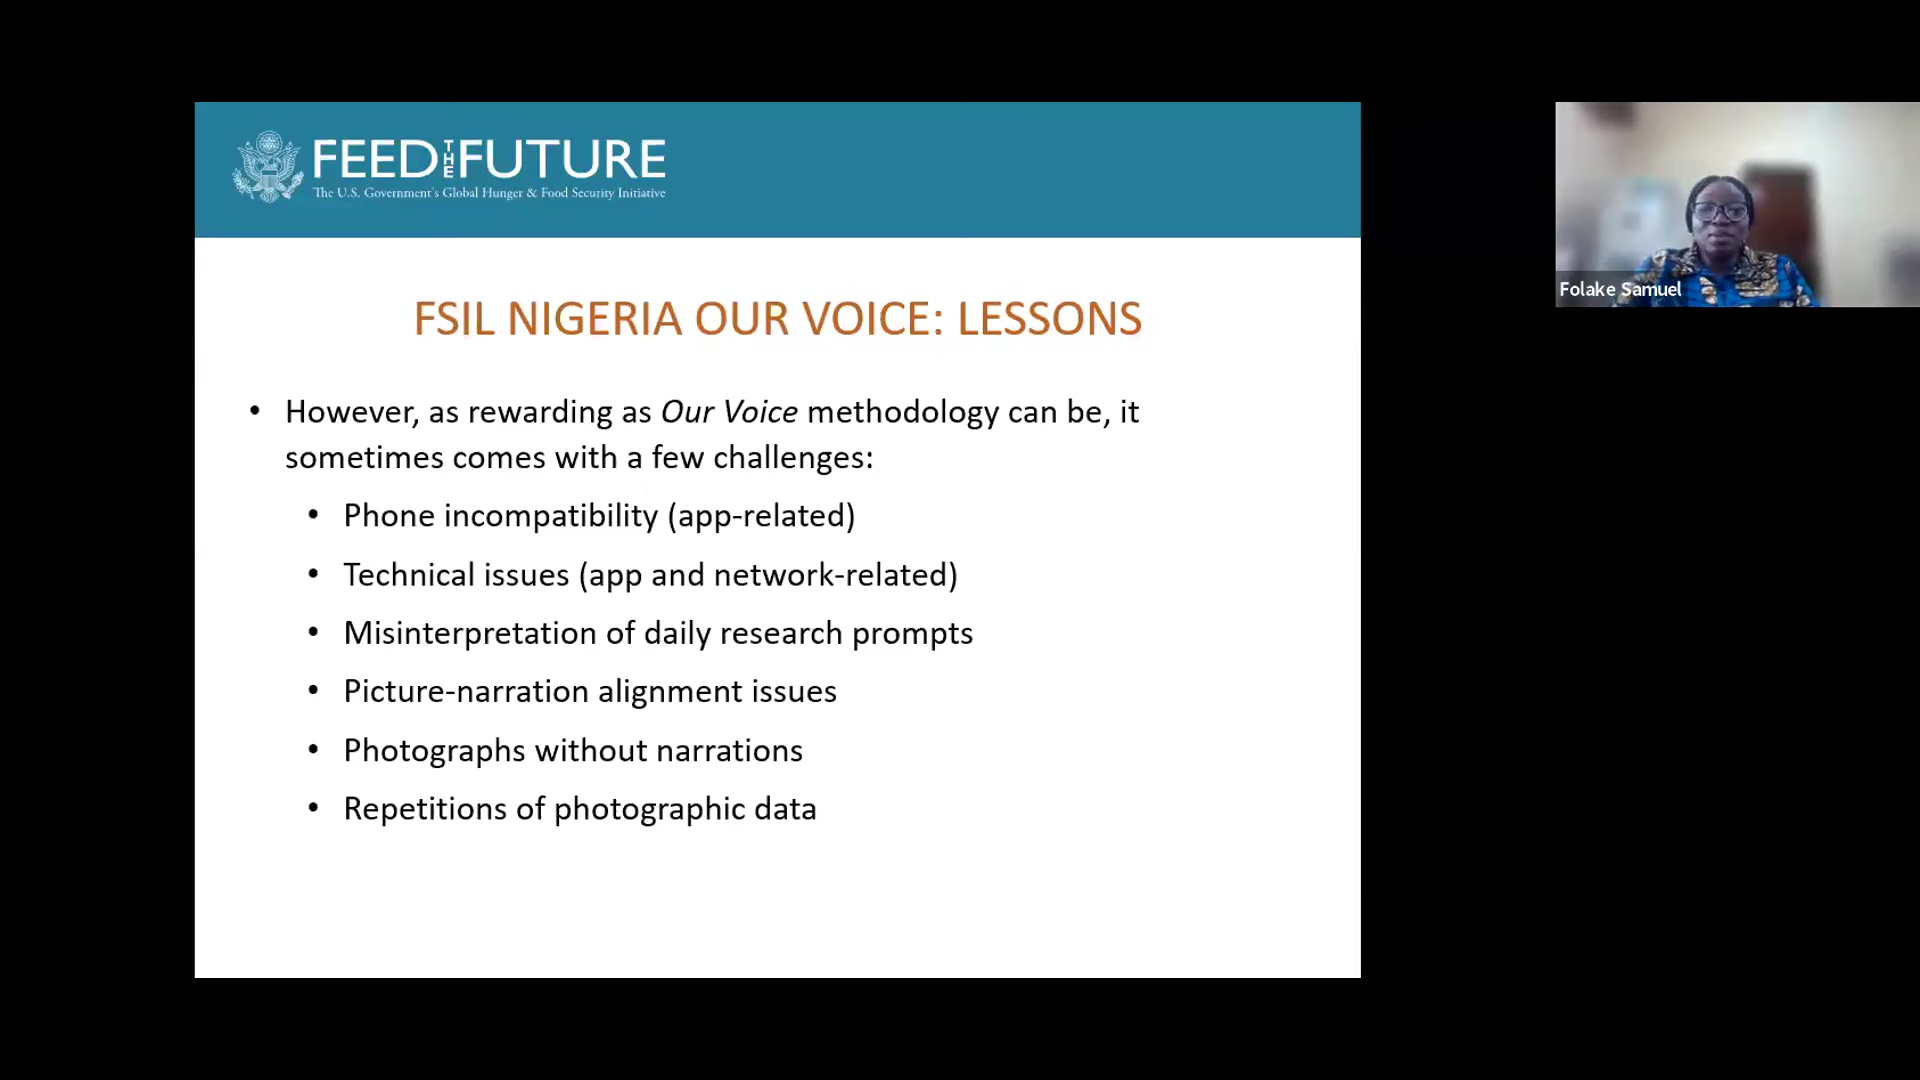 FEED THE FUTURE
The U.S. Government's Global Hunger & Food Security Initiative
FSIL NIGERIA OUR VOICE: LESSONS
• However, as rewarding as Our Voice methodology can be, it
sometimes comes with a few challenges:
• Phone incompatibility (app-related)
• Technical issues (app and network-related)
• Misinterpretation of daily research prompts
• Picture-narration alignment issues
• Photographs without narrations
• Repetitions of photographic data
Folake Samuel